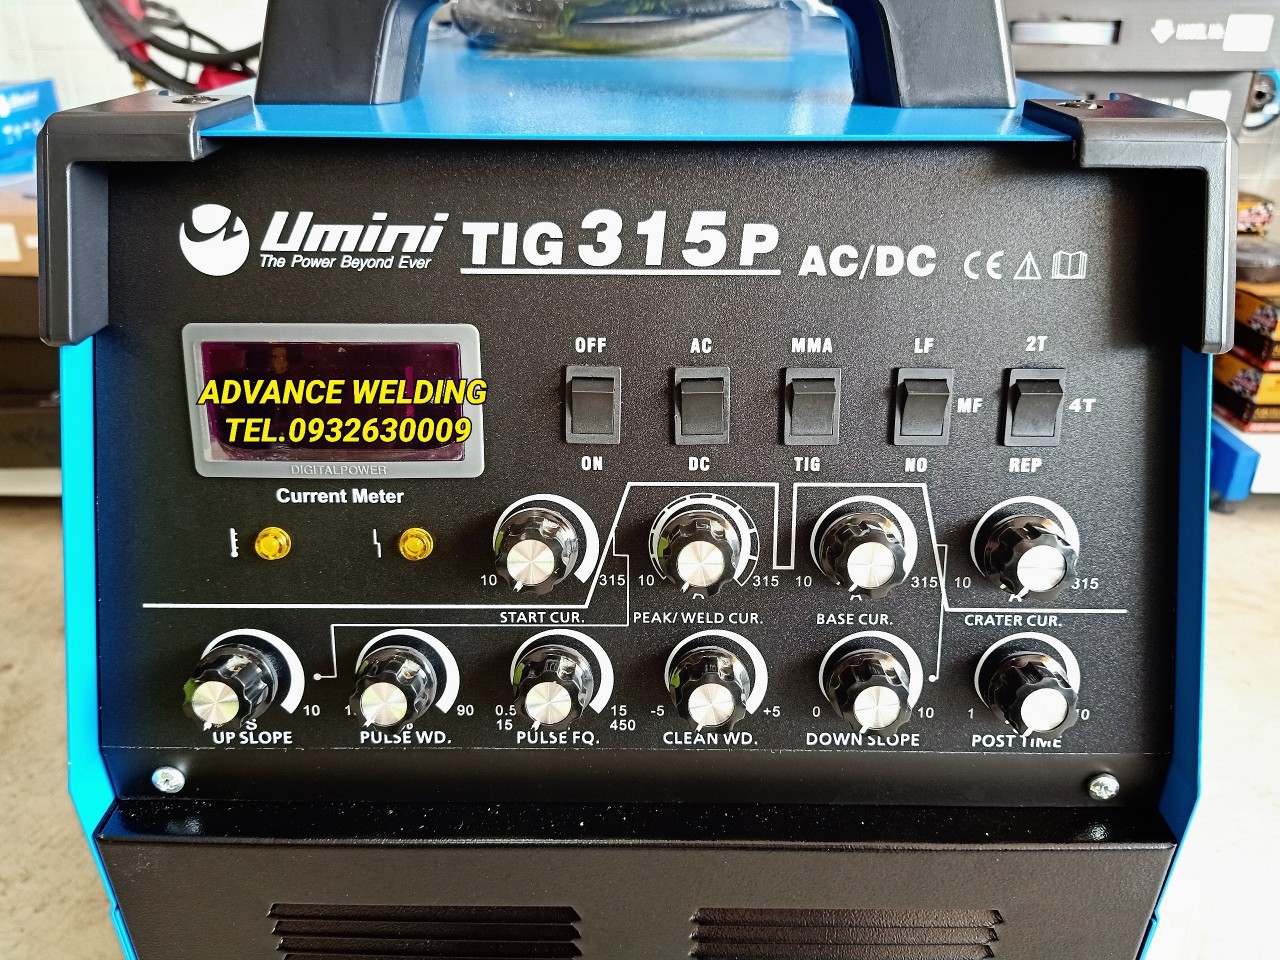 Umini TIG 315P AC/DC CE
The Power Beyond Ever
OFF AC MMA LF 2T
ADVANCE WELDING
TEL.0932630009
MF 4T
DIGITALPOWER
ON DC TIG NO REP
Current Meter
10 315 10 315 10 315 10 315
A A A
START CUR. PEAK/WELD CUR. BASE CUR. CRATER CUR.
10 90 0.5 15 -5 +5 0 10 1
S % 15 450
UP SLOPE PULSE WD. PULSE FQ. CLEAN WD. DOWN SLOPE POST TIME